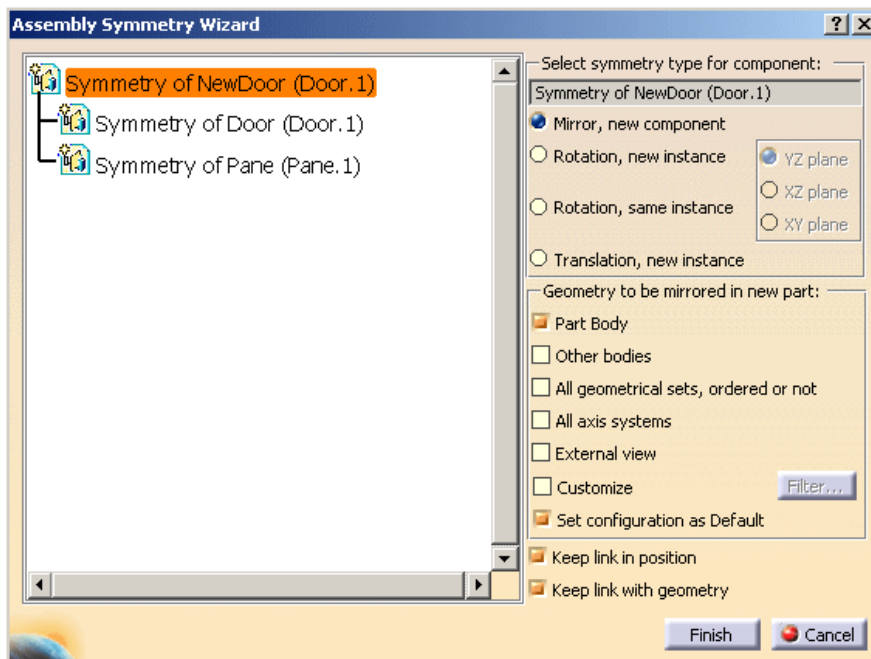 Assembly Symmetry Wizard
Symmetry of NewDoor (Door.1)
Symmetry of Door (Door.1)
Symmetry of Pane (Pane.1)
Select symmetry type for component:
Symmetry of NewDoor (Door.1)
Mirror, new component
Rotation, new instance
YZ plane
XZ plane
Rotation, same instance
XY plane
Translation, new instance
Geometry to be mirrored in new part:
Part Body
Other bodies
All geometrical sets, ordered or not
All axis systems
External view
Customize
Filter...
Set configuration as Default
Keep link in position
Keep link with geometry
Finish
Cancel